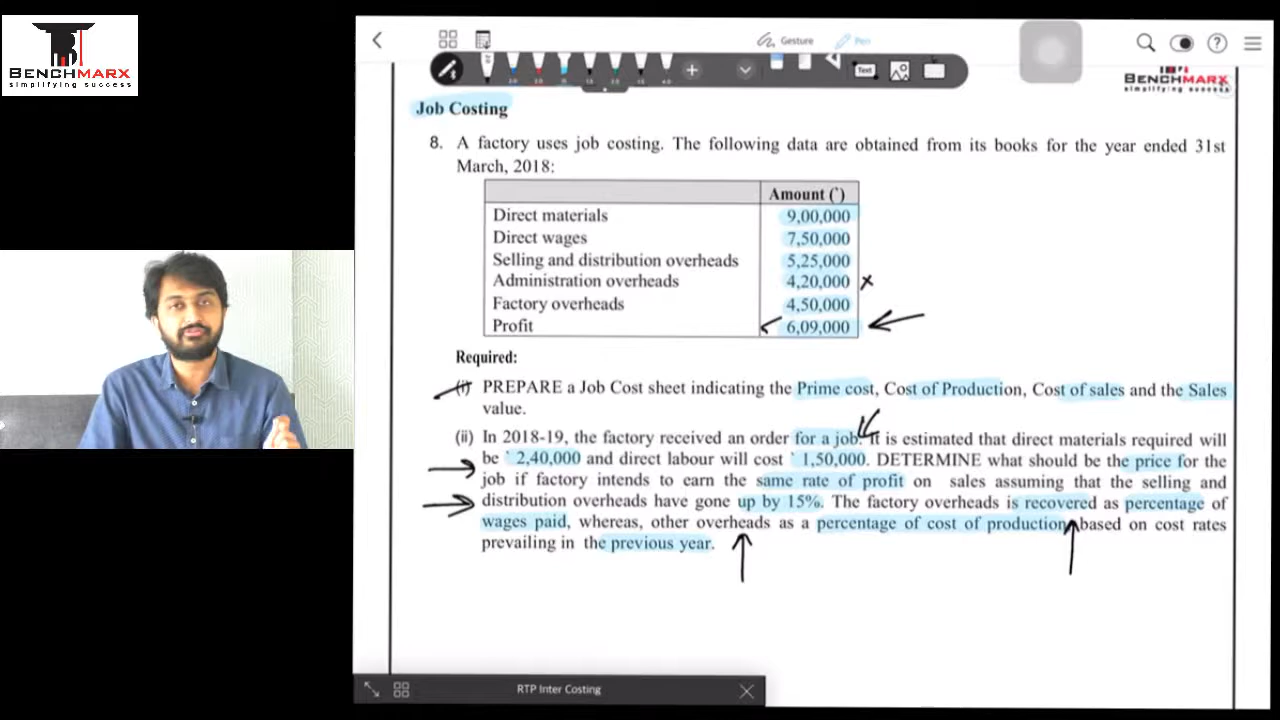 BENCHMARX
simplifying success
Gesture
Pen
Text
BENCHMARX
simplifying success
Job Costing
8. A factory uses job costing. The following data are obtained from its books for the year ended 31st
March, 2018:
Amount (`)
Direct materials 9,00,000
Direct wages 7,50,000
Selling and distribution overheads 5,25,000
Administration overheads 4,20,000 x
Factory overheads 4,50,000
Profit 6,09,000
Required:
(i) PREPARE a Job Cost sheet indicating the Prime cost, Cost of Production, Cost of sales and the Sales
value.
(ii) In 2018-19, the factory received an order for a job. It is estimated that direct materials required will
be ` 2,40,000 and direct labour will cost ` 1,50,000. DETERMINE what should be the price for the
job if factory intends to earn the same rate of profit on sales assuming that the selling and
distribution overheads have gone up by 15%. The factory overheads is recovered as percentage of
wages paid, whereas, other overheads as a percentage of cost of production based on cost rates
prevailing in the previous year.
RTP Inter Costing